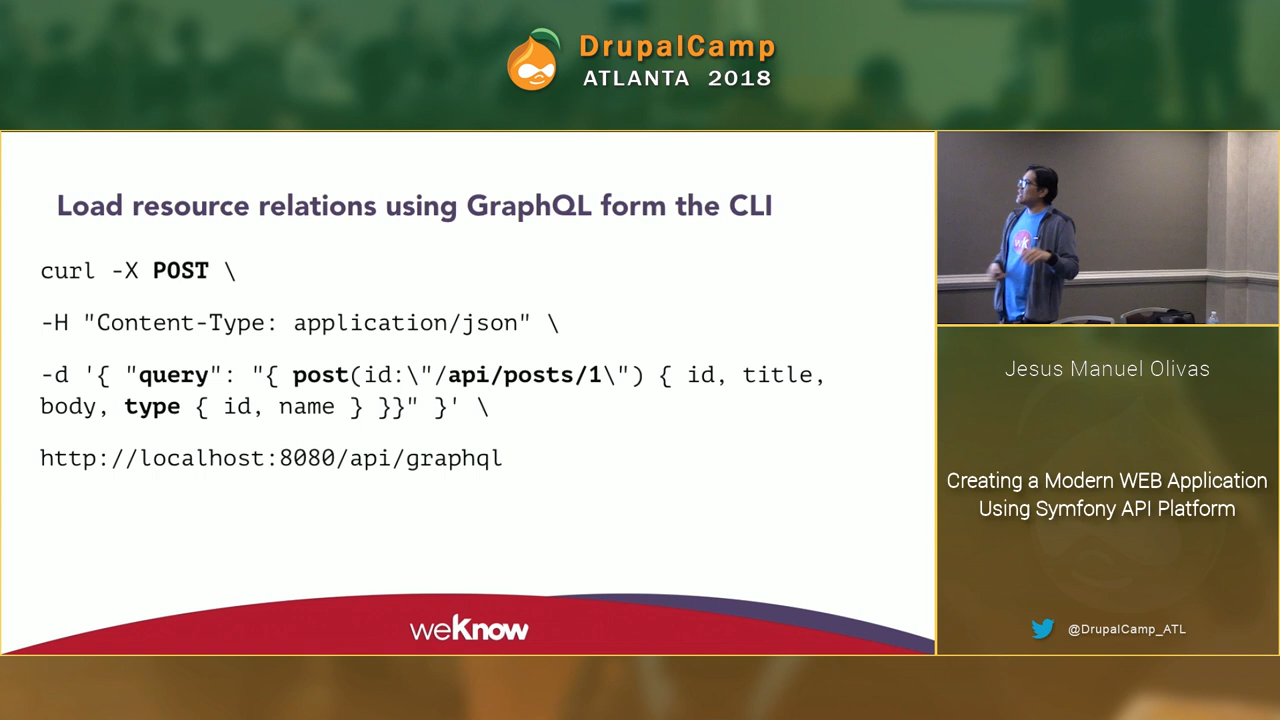 DrupalCamp
ATLANTA 2018
Load resource relations using GraphQL form the CLI
curl -X POST \
-H "Content-Type: application/json" \
-d '{ "query": "{ post(id:\"/api/posts/1\") { id, title,
body, type { id, name } }}" }' \
http://localhost:8080/api/graphql
weKnow
wk
Jesus Manuel Olivas
Creating a Modern WEB Application
Using Symfony API Platform
@DrupalCamp_ATL